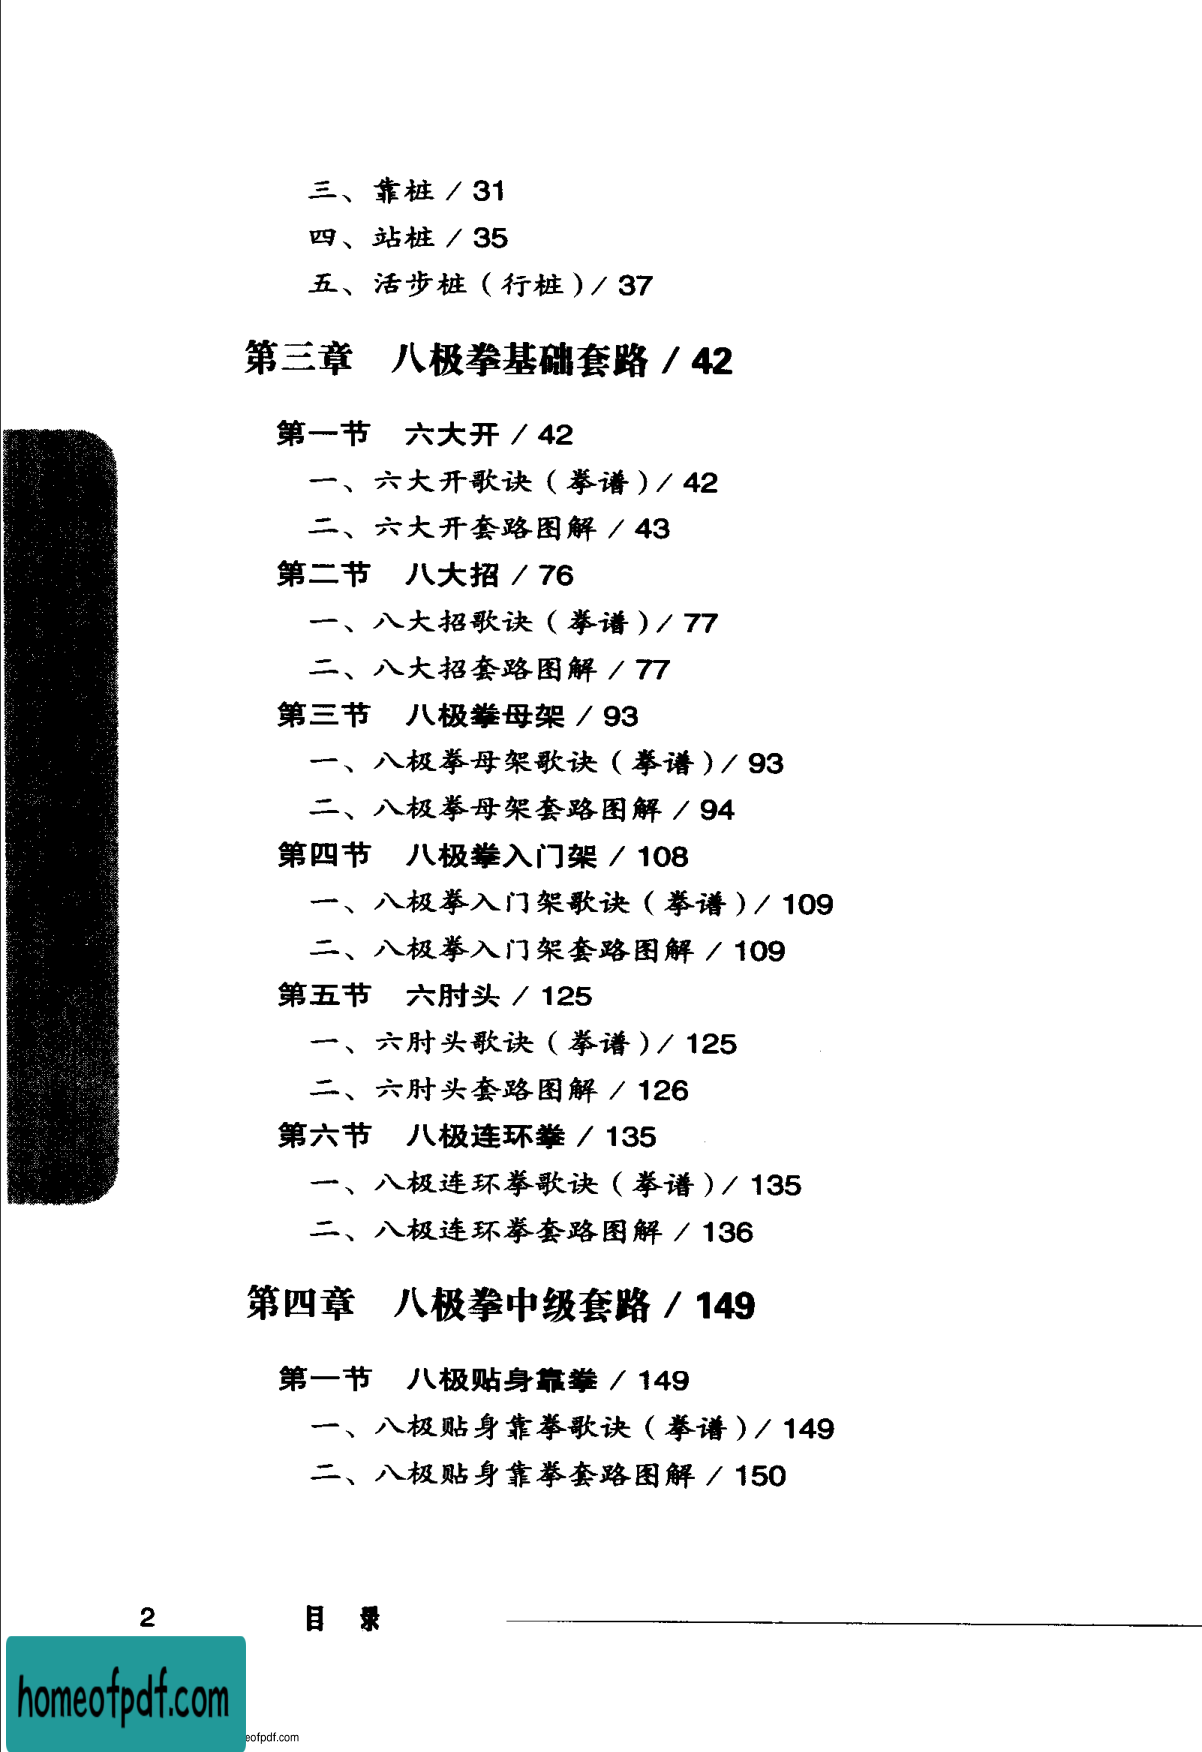 三、靠桩 / 31
四、站桩 / 35
五、活步桩（行桩）/ 37
第三章 八极拳基础套路 / 42
第一节 六大开 / 42
一、六大开歌诀（拳谱）/ 42
二、六大开套路图解 / 43
第二节 八大招 / 76
一、八大招歌诀（拳谱）/ 77
二、八大招套路图解 / 77
第三节 八极拳母架 / 93
一、八极拳母架歌诀（拳谱）/ 93
二、八极拳母架套路图解 / 94
第四节 八极拳入门架 / 108
一、八极拳入门架歌诀（拳谱）/ 109
二、八极拳入门架套路图解 / 109
第五节 六肘头 / 125
一、六肘头歌诀（拳谱）/ 125
二、六肘头套路图解 / 126
第六节 八极连环拳 / 135
一、八极连环拳歌诀（拳谱）/ 135
二、八极连环拳套路图解 / 136
第四章 八极拳中级套路 / 149
第一节 八极贴身靠拳 / 149
一、八极贴身靠拳歌诀（拳谱）/ 149
二、八极贴身靠拳套路图解 / 150
2 目 录
homeofpdf.com
eofpdf.com